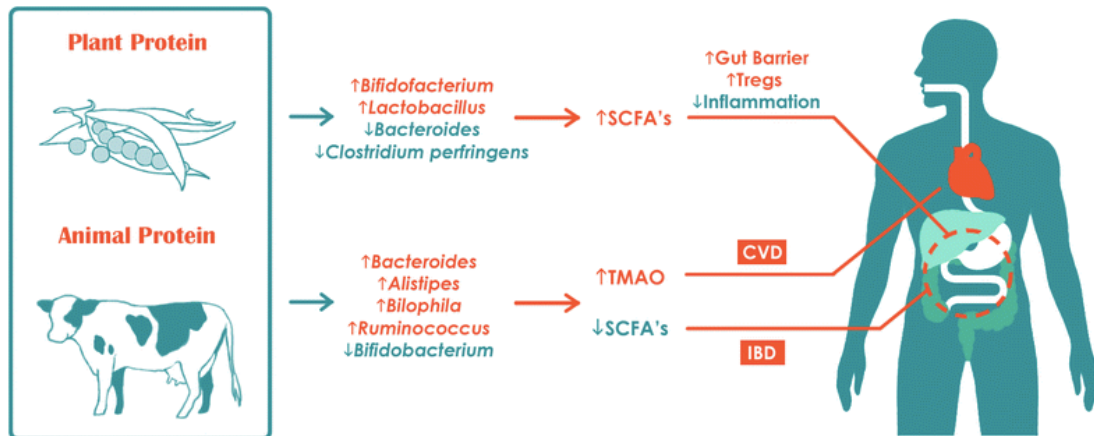 Plant Protein
↑Bifidofacterium
↑Lactobacillus
↓Bacteroides
↓Clostridium perfringens
↑SCFA's
↑Gut Barrier
↑Tregs
↓Inflammation
Animal Protein
↑Bacteroides
↑Alistipes
↑Bilophila
↑Ruminococcus
↓Bifidobacterium
↑TMAO
CVD
↓SCFA's
IBD